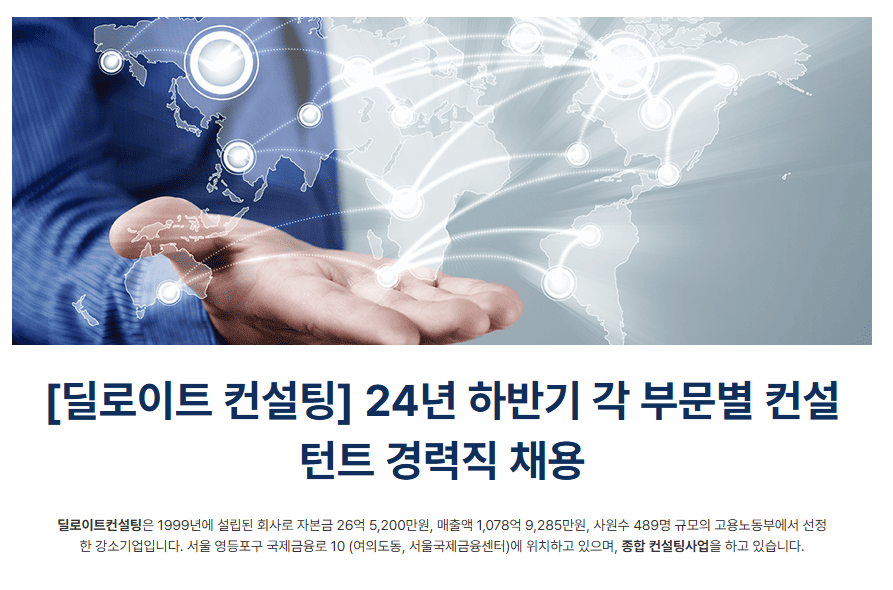 [딜로이트 컨설팅] 24년 하반기 각 부문별 컨설
턴트 경력직 채용
딜로이트컨설팅은 1999년에 설립된 회사로 자본금 26억 5,200만원, 매출액 1,078억 9,285만원, 사원수 489명 규모의 고용노동부에서 선정
한 강소기업입니다. 서울 영등포구 국제금융로 10 (여의도동, 서울국제금융센터)에 위치하고 있으며, 종합 컨설팅사업을 하고 있습니다.